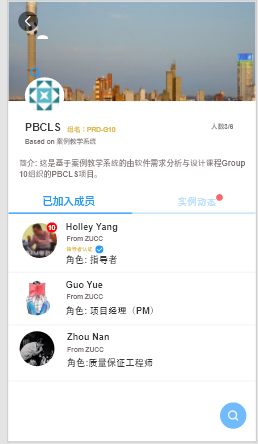 PBCLS 组名：PRD-G10
人数3/6
Based on 案例教学系统
简介: 这是基于案例教学系统的由软件需求分析与设计课程Group
10组织的PBCLS项目。
已加入成员 实例动态
10
Holley Yang
From ZUCC
指导者认证
角色: 指导者
Guo Yue
From ZUCC
角色: 项目经理（PM）
Zhou Nan
From ZUCC
角色:质量保证工程师